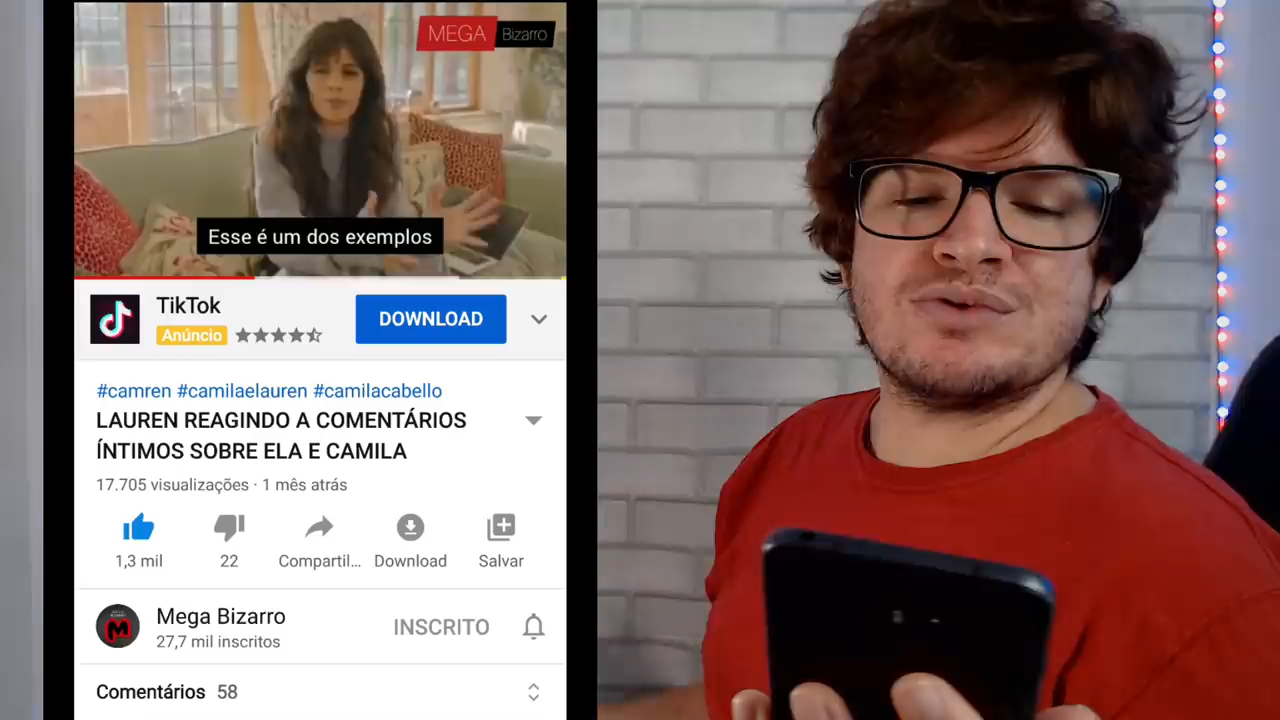 MEGA Bizarro
Esse é um dos exemplos
TikTok
Anúncio
DOWNLOAD
#camren #camilaelauren #camilacabello
LAUREN REAGINDO A COMENTÁRIOS
ÍNTIMOS SOBRE ELA E CAMILA
17.705 visualizações · 1 mês atrás
1,3 mil
22
Compartil...
Download
Salvar
M
Mega Bizarro
27,7 mil inscritos
INSCRITO
Comentários 58